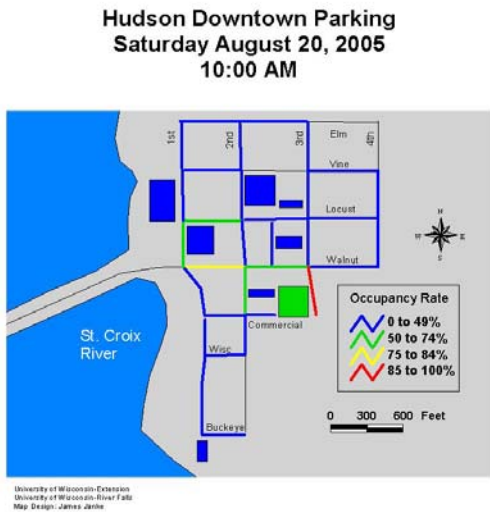 Hudson Downtown Parking
Saturday August 20, 2005
10:00 AM
1st
2nd
3rd
4th
Elm
Vine
Locust
N
W
E
S
Walnut
Occupancy Rate
0 to 49%
50 to 74%
75 to 84%
85 to 100%
St. Croix
River
Commercial
Wisc
Buckeye
0 300 600 Feet
University of Wisconsin-Extension
University of Wisconsin-River Falls
Map Design: James Janke